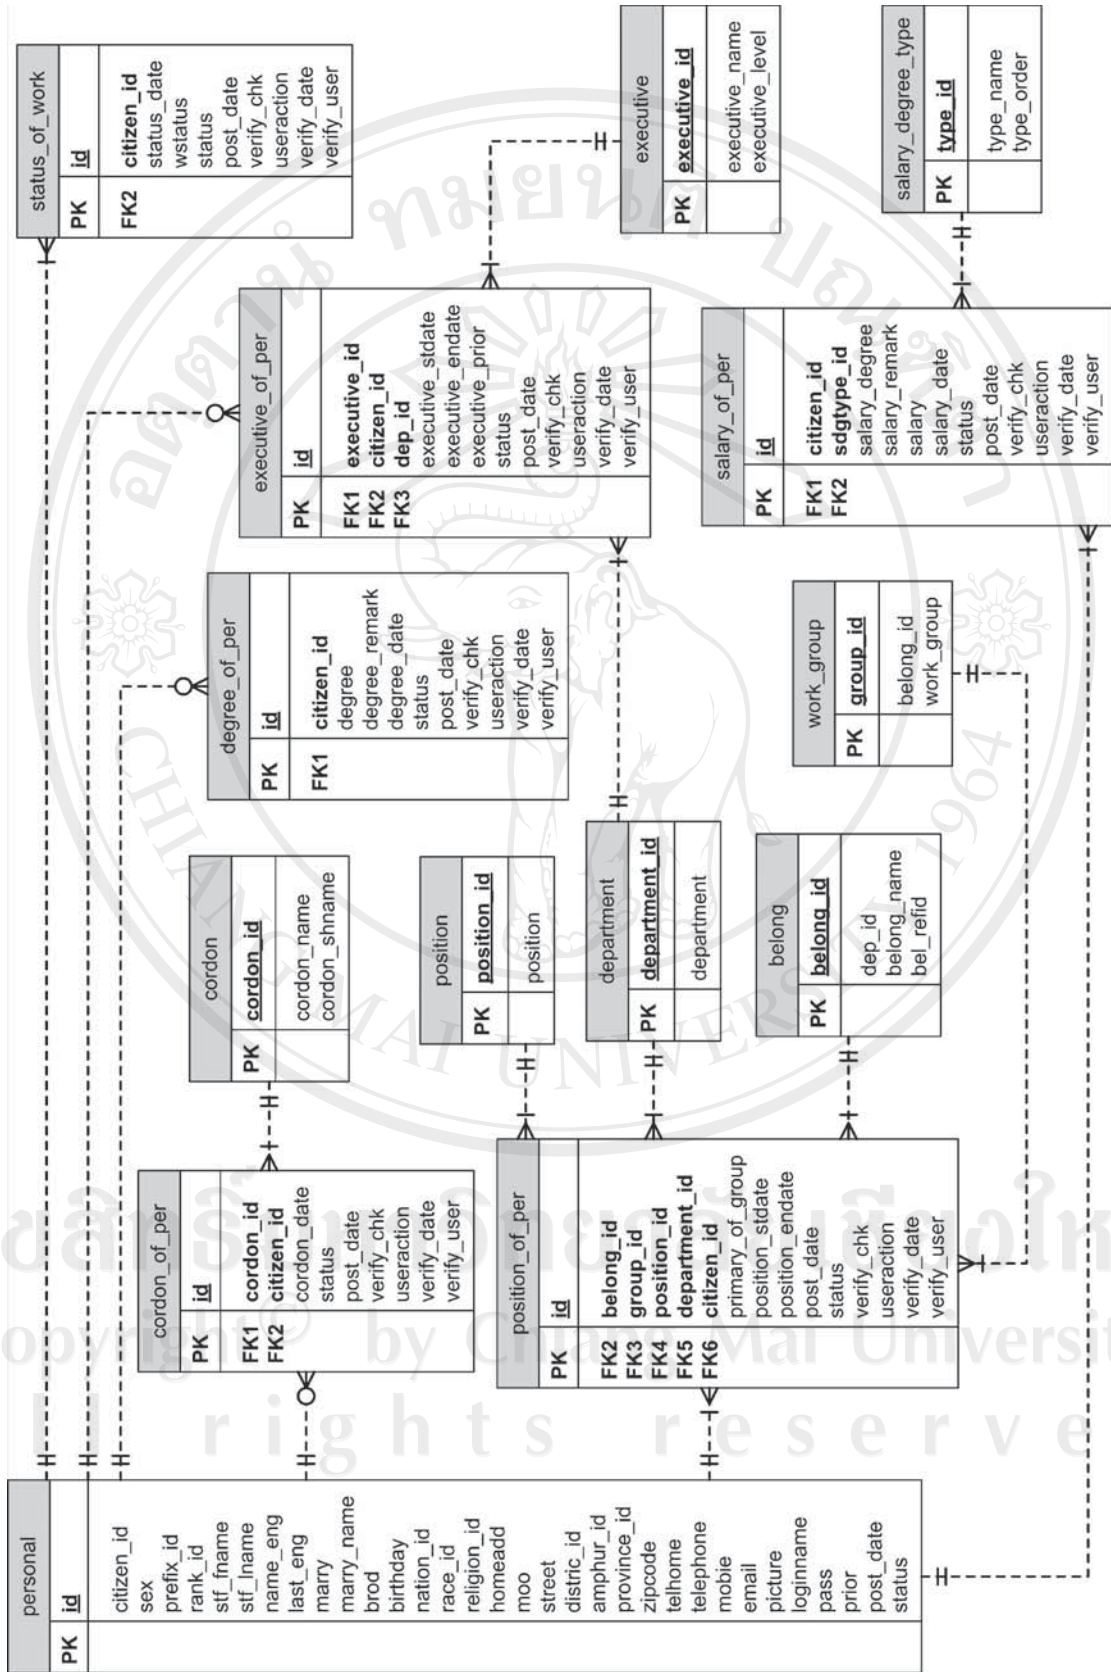 personal
PK
id
citizen_id
sex
prefix_id
rank_id
stf_fname
stf_lname
name_eng
last_eng
marry
marry_name
brod
birthday
nation_id
race_id
religion_id
homeadd
moo
street
distric_id
amphur_id
province_id
zipcode
telhome
telephone
mobie
email
picture
loginname
pass
prior
post_date
status
cordon_of_per
PK
id
FK1 cordon_id
FK2 citizen_id
cordon_date
status
post_date
verify_chk
useraction
verify_date
verify_user
position_of_per
PK
id
FK2 belong_id
FK3 group_id
FK4 position_id
FK5 department_id
FK6 citizen_id
primary_of_group
position_stdate
position_endate
post_date
status
verify_chk
useraction
verify_date
verify_user
cordon
PK
cordon_id
cordon_name
cordon_shname
position
PK
position_id
position
department
PK
department_id
department
belong
PK
belong_id
dep_id
belong_name
bel_refid
degree_of_per
PK
id
FK1 citizen_id
degree
degree_remark
degree_date
status
post_date
verify_chk
useraction
verify_date
verify_user
work_group
PK
group_id
belong_id
work_group
executive_of_per
PK
id
FK1 executive_id
FK2 citizen_id
FK3 dep_id
executive_stdate
executive_endate
executive_prior
status
post_date
verify_chk
useraction
verify_date
verify_user
salary_of_per
PK
id
FK1 citizen_id
FK2 sdgtype_id
salary_degree
salary_remark
salary
salary_date
status
post_date
verify_chk
useraction
verify_date
verify_user
status_of_work
PK
id
FK2 citizen_id
status_date
wstatus
status
post_date
verify_chk
useraction
verify_date
verify_user
executive
PK
executive_id
executive_name
executive_level
salary_degree_type
PK
type_id
type_name
type_order
CHIANG MAI UNIVERSITY 1964
© by Chiang Mai
rights